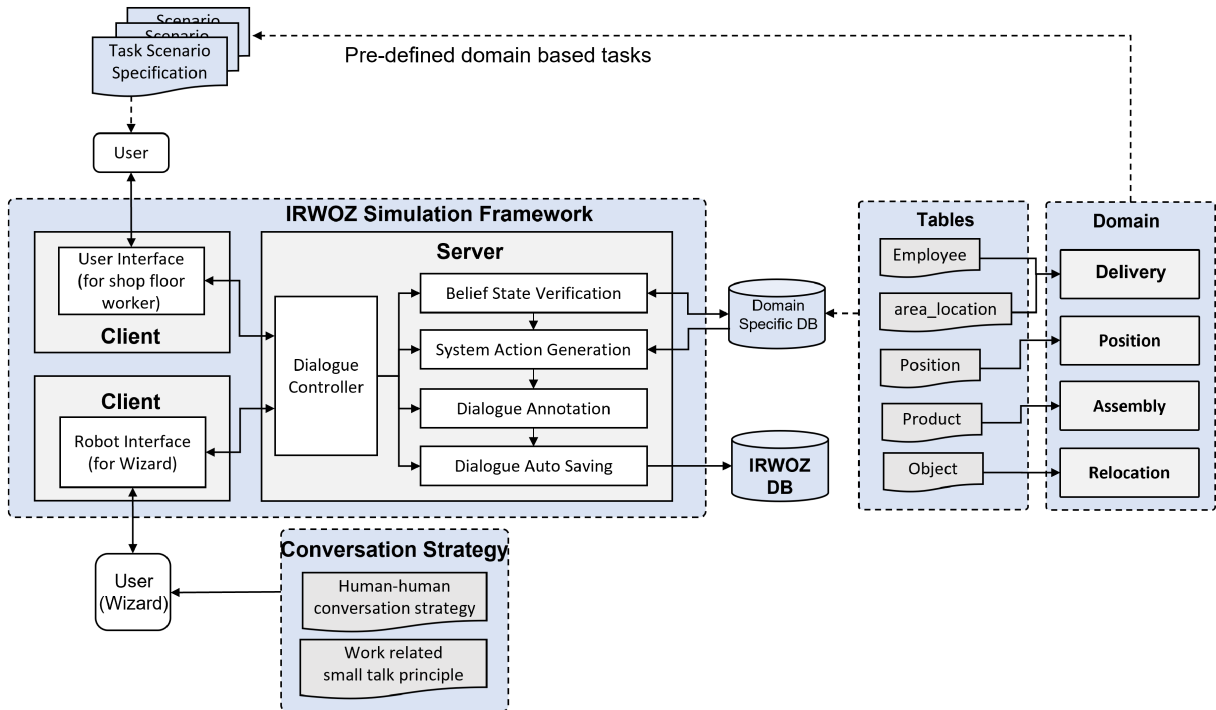 Scenario
Scenario
Task Scenario
Specification
Pre-defined domain based tasks
User
IRWOZ Simulation Framework
User Interface
(for shop floor
worker)
Client
Client
Robot Interface
(for Wizard)
Server
Dialogue
Controller
Belief State Verification
System Action Generation
Dialogue Annotation
Dialogue Auto Saving
Domain
Specific DB
IRWOZ
DB
Tables
Employee
area_location
Position
Product
Object
Domain
Delivery
Position
Assembly
Relocation
User
(Wizard)
Conversation Strategy
Human-human
conversation strategy
Work related
small talk principle